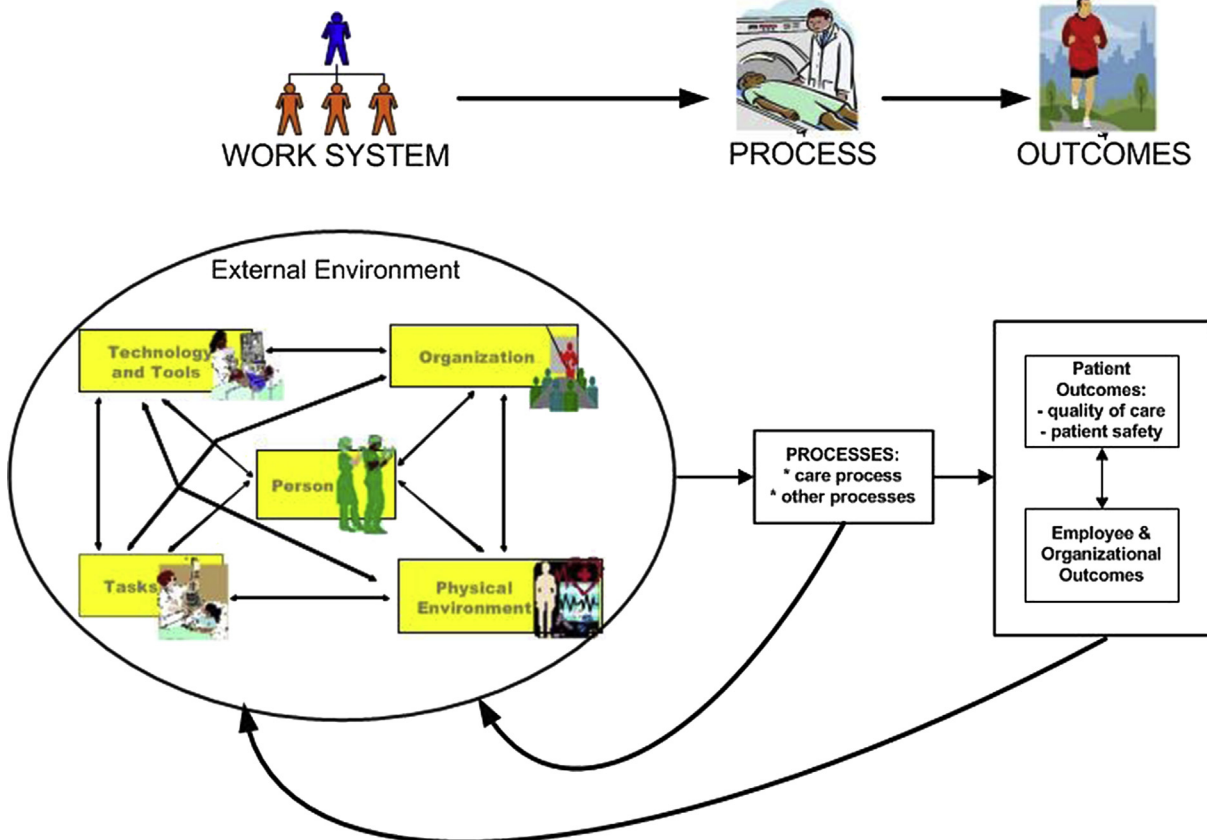 WORK SYSTEM
PROCESS
OUTCOMES
External Environment
Technology
and Tools
Organization
Person
Tasks
Physical
Environment
PROCESSES:
* care process
* other processes
Patient
Outcomes:
- quality of care
- patient safety
Employee &
Organizational
Outcomes